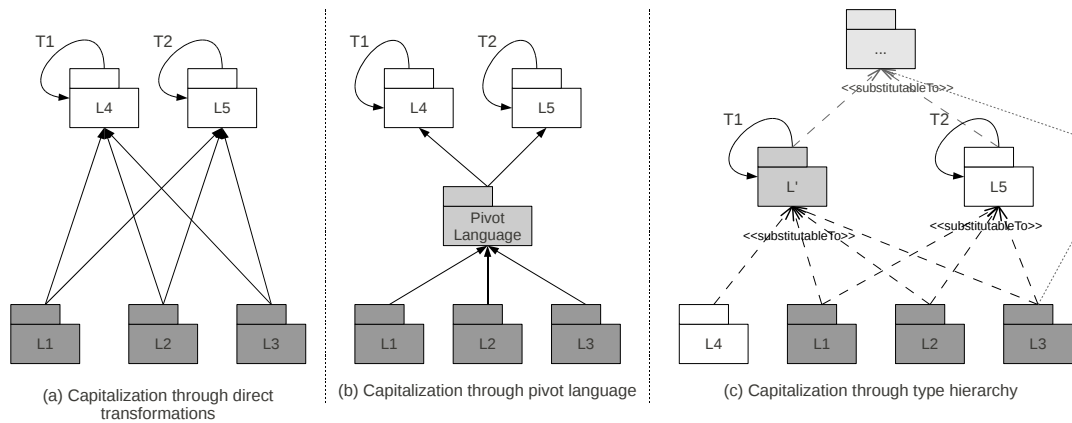 T1
T2
L4
L5
L1
L2
L3
(a) Capitalization through direct
transformations
T1
T2
L4
L5
Pivot
Language
L1
L2
L3
(b) Capitalization through pivot language
...
<<substitutableTo>>
T1
T2
L'
L5
<<substitutableTo>>
<<substitutableTo>>
L4
L1
L2
L3
(c) Capitalization through type hierarchy